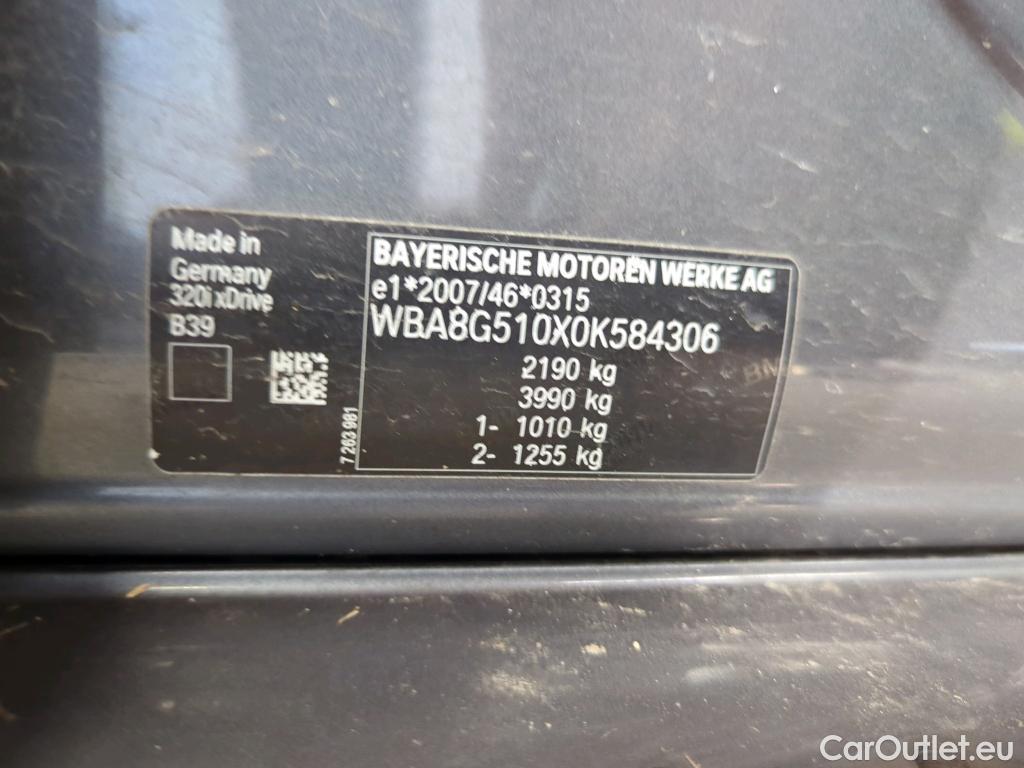 Made in
Germany
320i xDrive
B39
7 263 981
BAYERISCHE MOTOREN WERKE AG
e1*2007/46*0315
WBA8G510X0K584306
2190 kg
3990 kg
1- 1010 kg
2- 1255 kg
CarOutlet.eu